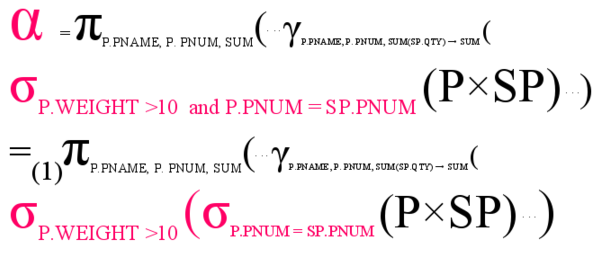 α = π P.PNAME, P. PNUM, SUM ( ... γ P.PNAME, P. PNUM, SUM(SP.QTY) → SUM (
σ P.WEIGHT >10 and P.PNUM = SP.PNUM (P×SP) ... )
= (1) π P.PNAME, P. PNUM, SUM ( ... γ P.PNAME, P. PNUM, SUM(SP.QTY) → SUM (
σ P.WEIGHT >10 ( σ P.PNUM = SP.PNUM (P×SP) ... )